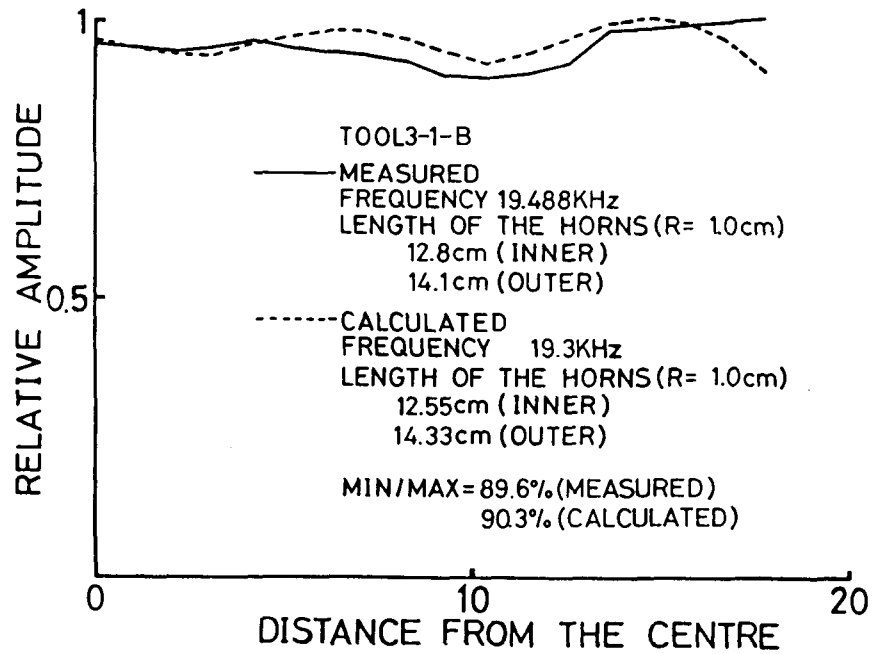 1
TOOL3-1-B
MEASURED
FREQUENCY 19.488KHz
LENGTH OF THE HORNS (R= 1.0cm)
12.8cm (INNER)
14.1cm (OUTER)
0.5
CALCULATED
FREQUENCY 19.3KHz
LENGTH OF THE HORNS (R= 1.0cm)
12.55cm (INNER)
14.33cm (OUTER)
MIN/MAX=89.6% (MEASURED)
90.3% (CALCULATED)
RELATIVE AMPLITUDE
0 10 20
DISTANCE FROM THE CENTRE